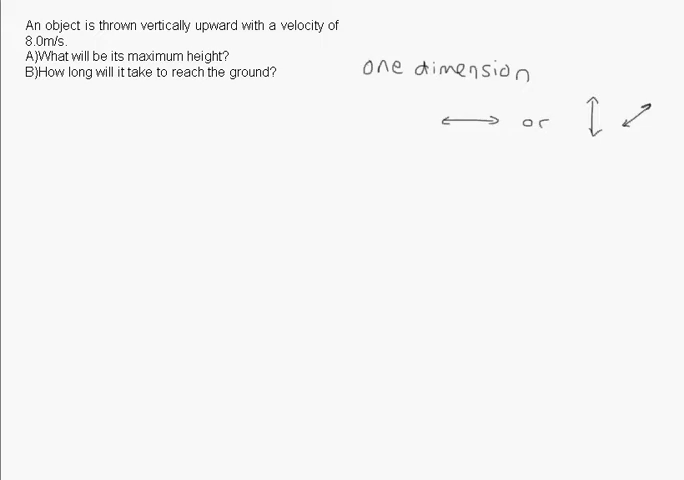 An object is thrown vertically upward with a velocity of
8.0m/s.
A)What will be its maximum height?
B)How long will it take to reach the ground?
one dimension
or